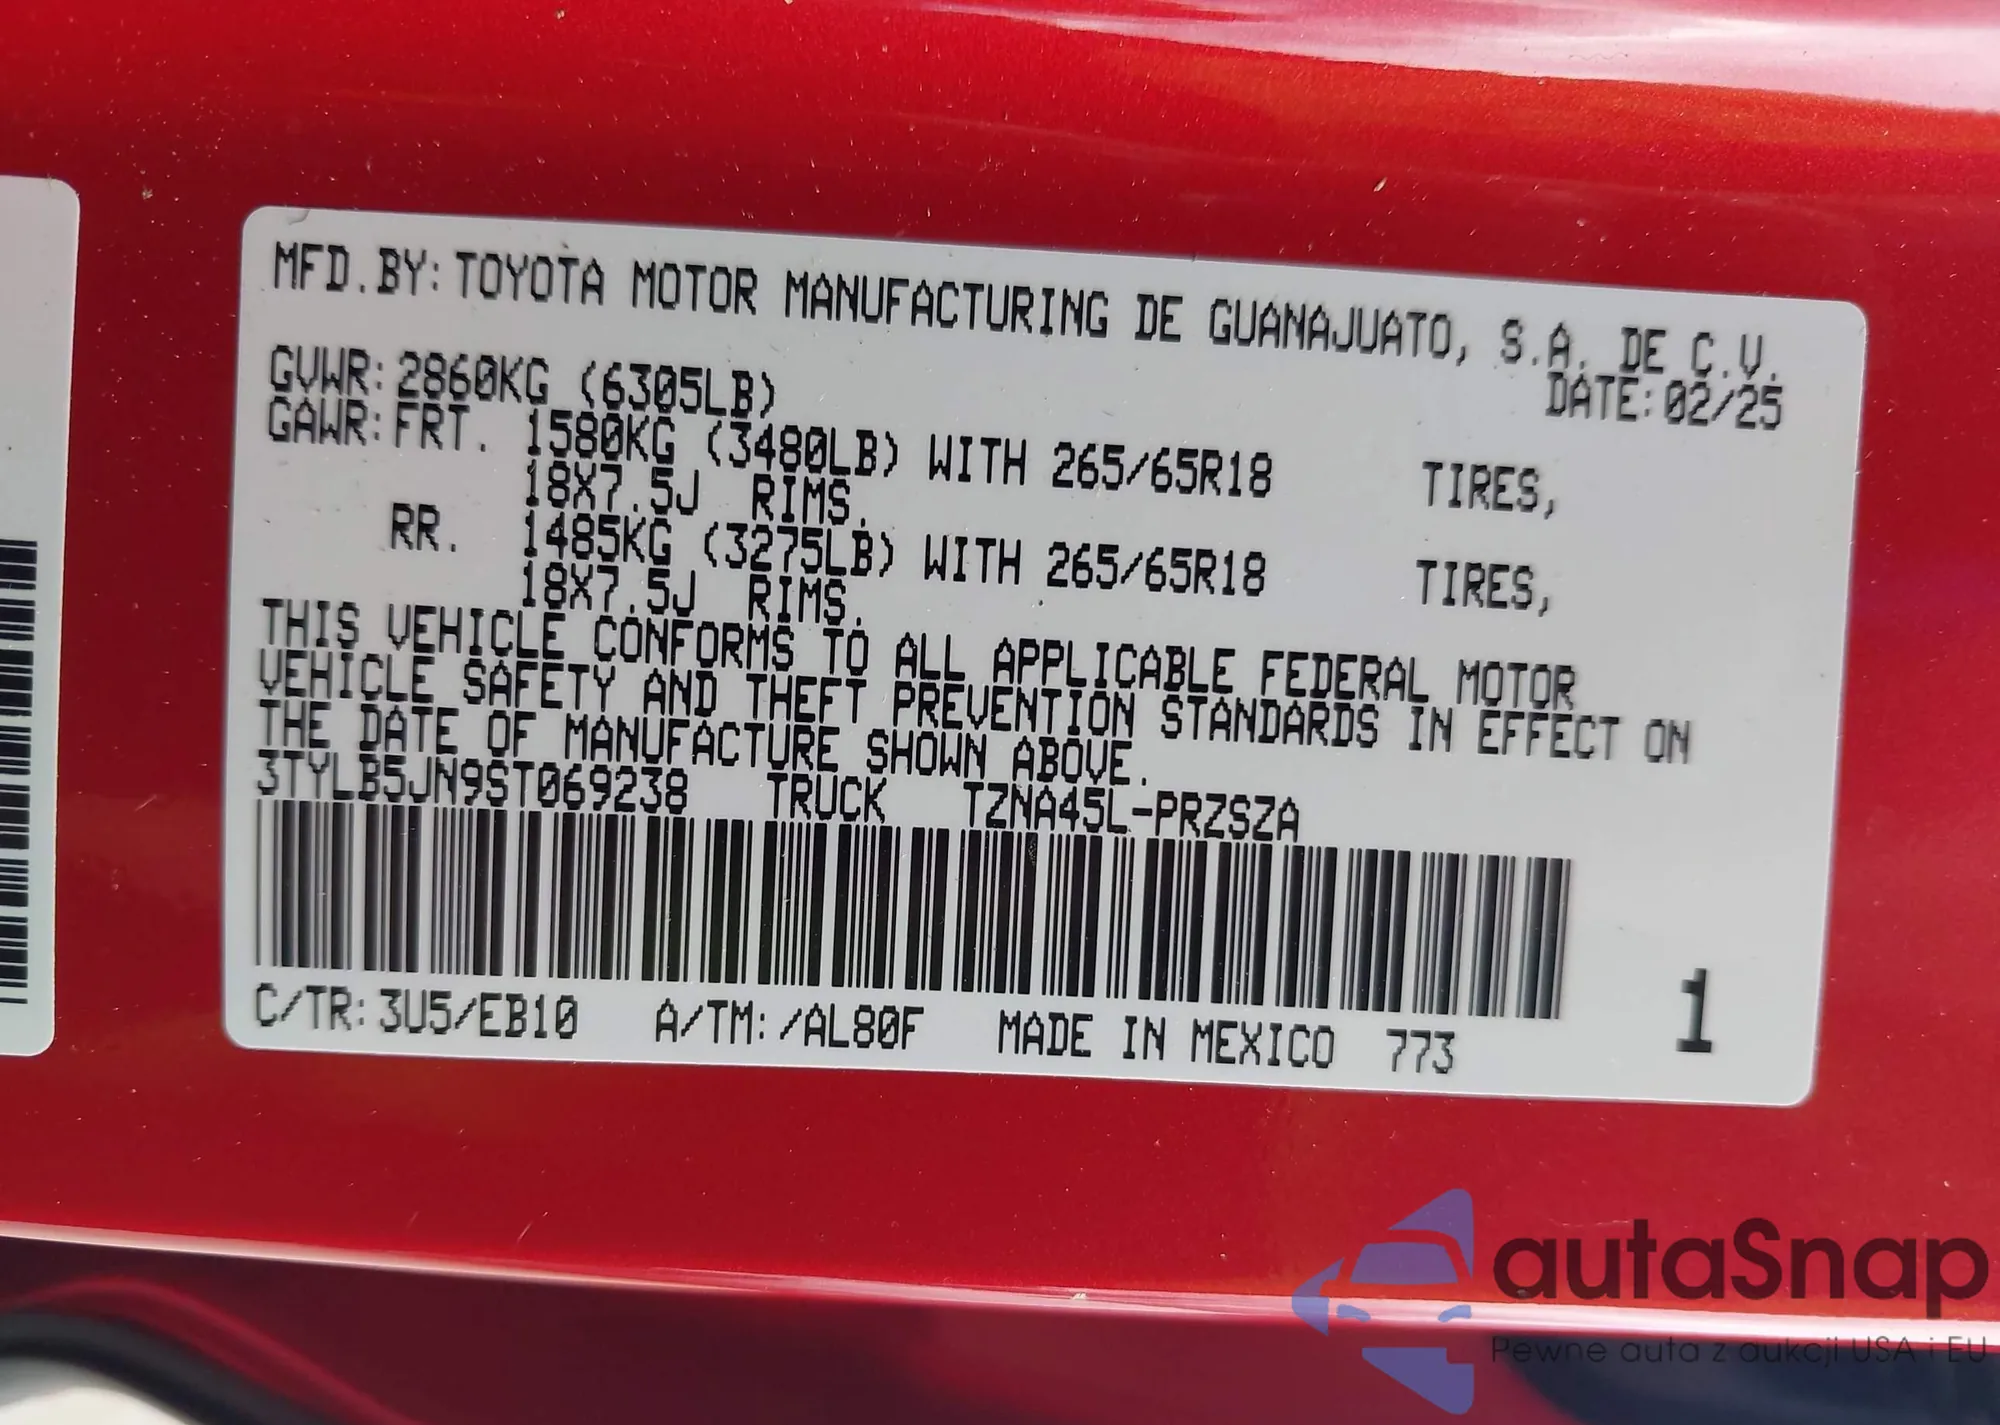 MFD.BY: TOYOTA MOTOR MANUFACTURING DE GUANAJUATO, S.A. DE C.V.
DATE: 02/25
GVWR: 2860KG (6305LB)
GAWR: FRT. 1580KG (3480LB) WITH 265/65R18 TIRES,
18X7.5J RIMS.
RR. 1485KG (3275LB) WITH 265/65R18 TIRES,
18X7.5J RIMS.
THIS VEHICLE CONFORMS TO ALL APPLICABLE FEDERAL MOTOR
VEHICLE SAFETY AND THEFT PREVENTION STANDARDS IN EFFECT ON
THE DATE OF MANUFACTURE SHOWN ABOVE.
3TYLB5JN9ST069238 TRUCK TZNA45L-PRZSZA
C/TR: 3U5/EB10 A/TM: /AL80F MADE IN MEXICO 773
1
autaSnap
Pewne auta z aukcji USA i EU